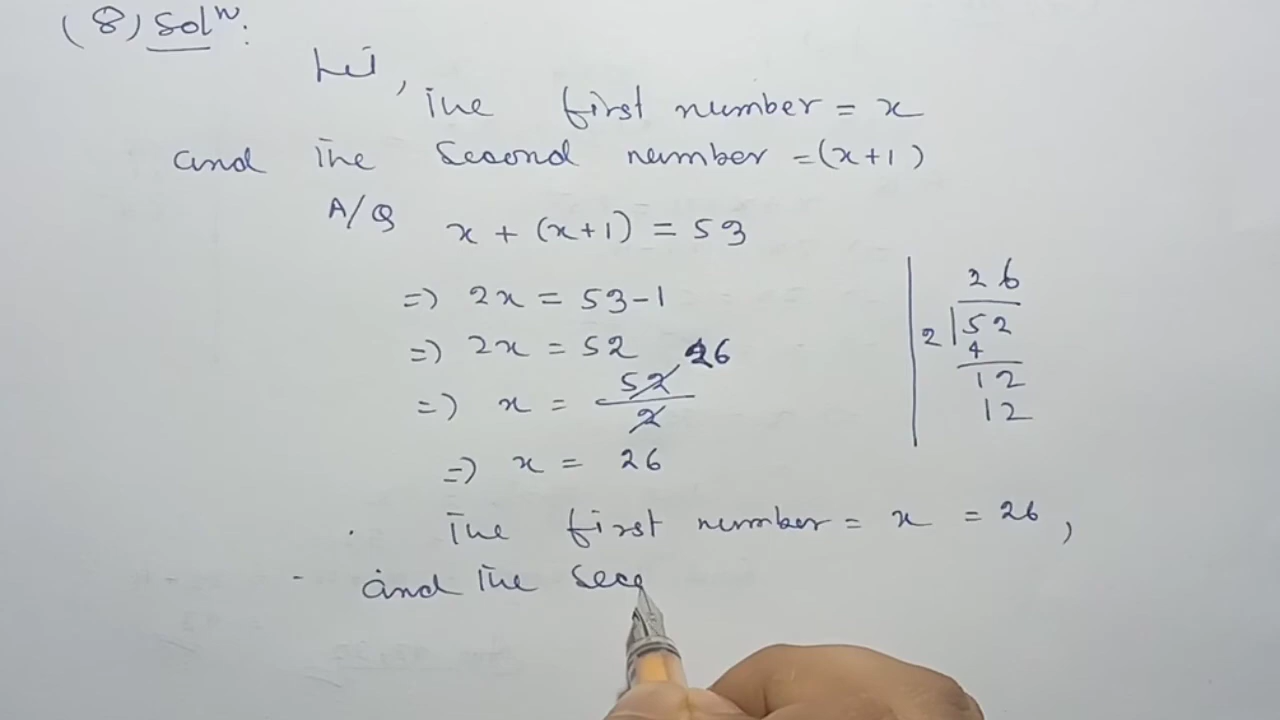 (8) Solⁿ:
Let,
The first number = x
and the Second number = (x+1)
A/Q x + (x+1) = 53
=) 2x = 53-1
=) 2x = 52
=) x = 52/2 26
=) x = 26
The first number = x = 26,
and the Seco
26
2 52
4
12
12